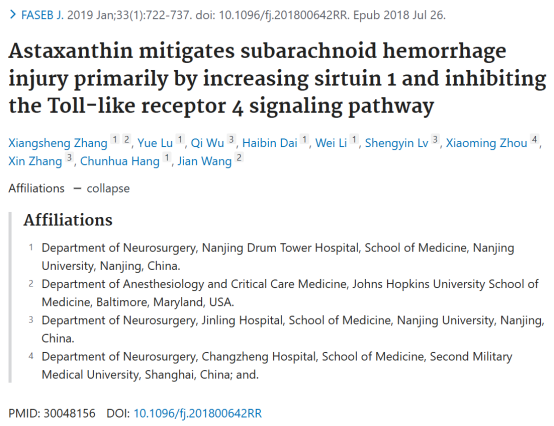 > FASEB J. 2019 Jan;33(1):722-737. doi: 10.1096/fj.201800642RR. Epub 2018 Jul 26.
Astaxanthin mitigates subarachnoid hemorrhage
injury primarily by increasing sirtuin 1 and inhibiting
the Toll-like receptor 4 signaling pathway
Xiangsheng Zhang 1 2, Yue Lu 1, Qi Wu 3, Haibin Dai 1, Wei Li 1, Shengyin Lv 3, Xiaoming Zhou 4,
Xin Zhang 3, Chunhua Hang 1, Jian Wang 2
Affiliations — collapse
Affiliations
1 Department of Neurosurgery, Nanjing Drum Tower Hospital, School of Medicine, Nanjing
University, Nanjing, China.
2 Department of Anesthesiology and Critical Care Medicine, Johns Hopkins University School of
Medicine, Baltimore, Maryland, USA.
3 Department of Neurosurgery, Jinling Hospital, School of Medicine, Nanjing University, Nanjing,
China.
4 Department of Neurosurgery, Changzheng Hospital, School of Medicine, Second Military
Medical University, Shanghai, China; and.
PMID: 30048156 DOI: 10.1096/fj.201800642RR